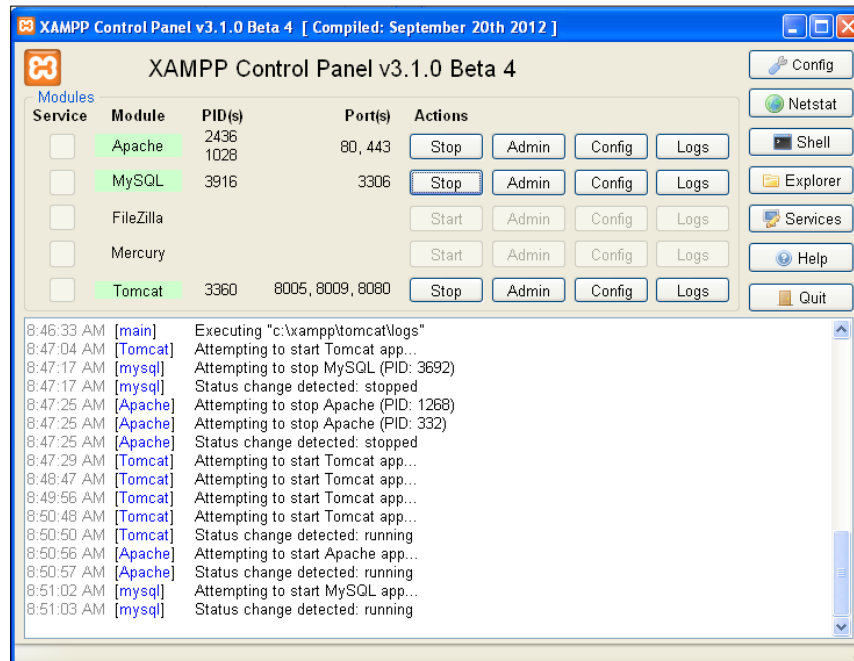 XAMPP Control Panel v3.1.0 Beta 4 [ Compiled: September 20th 2012 ]
XAMPP Control Panel v3.1.0 Beta 4
Config
Modules
Netstat
Service Module PID(s) Port(s) Actions
Apache 2436 1028 80, 443 Stop Admin Config Logs
Shell
MySQL 3916 3306 Stop Admin Config Logs
Explorer
FileZilla Start Admin Config Logs
Services
Mercury Start Admin Config Logs
Help
Tomcat 3360 8005, 8009, 8080 Stop Admin Config Logs
Quit
8:46:33 AM [main] Executing "c:\xampp\tomcat\logs"
8:47:04 AM [Tomcat] Attempting to start Tomcat app...
8:47:17 AM [mysql] Attempting to stop MySQL (PID: 3692)
8:47:17 AM [mysql] Status change detected: stopped
8:47:25 AM [Apache] Attempting to stop Apache (PID: 1268)
8:47:25 AM [Apache] Attempting to stop Apache (PID: 332)
8:47:25 AM [Apache] Status change detected: stopped
8:47:29 AM [Tomcat] Attempting to start Tomcat app...
8:48:47 AM [Tomcat] Attempting to start Tomcat app...
8:49:56 AM [Tomcat] Attempting to start Tomcat app...
8:50:48 AM [Tomcat] Attempting to start Tomcat app...
8:50:50 AM [Tomcat] Status change detected: running
8:50:56 AM [Apache] Attempting to start Apache app...
8:50:57 AM [Apache] Status change detected: running
8:51:02 AM [mysql] Attempting to start MySQL app...
8:51:03 AM [mysql] Status change detected: running